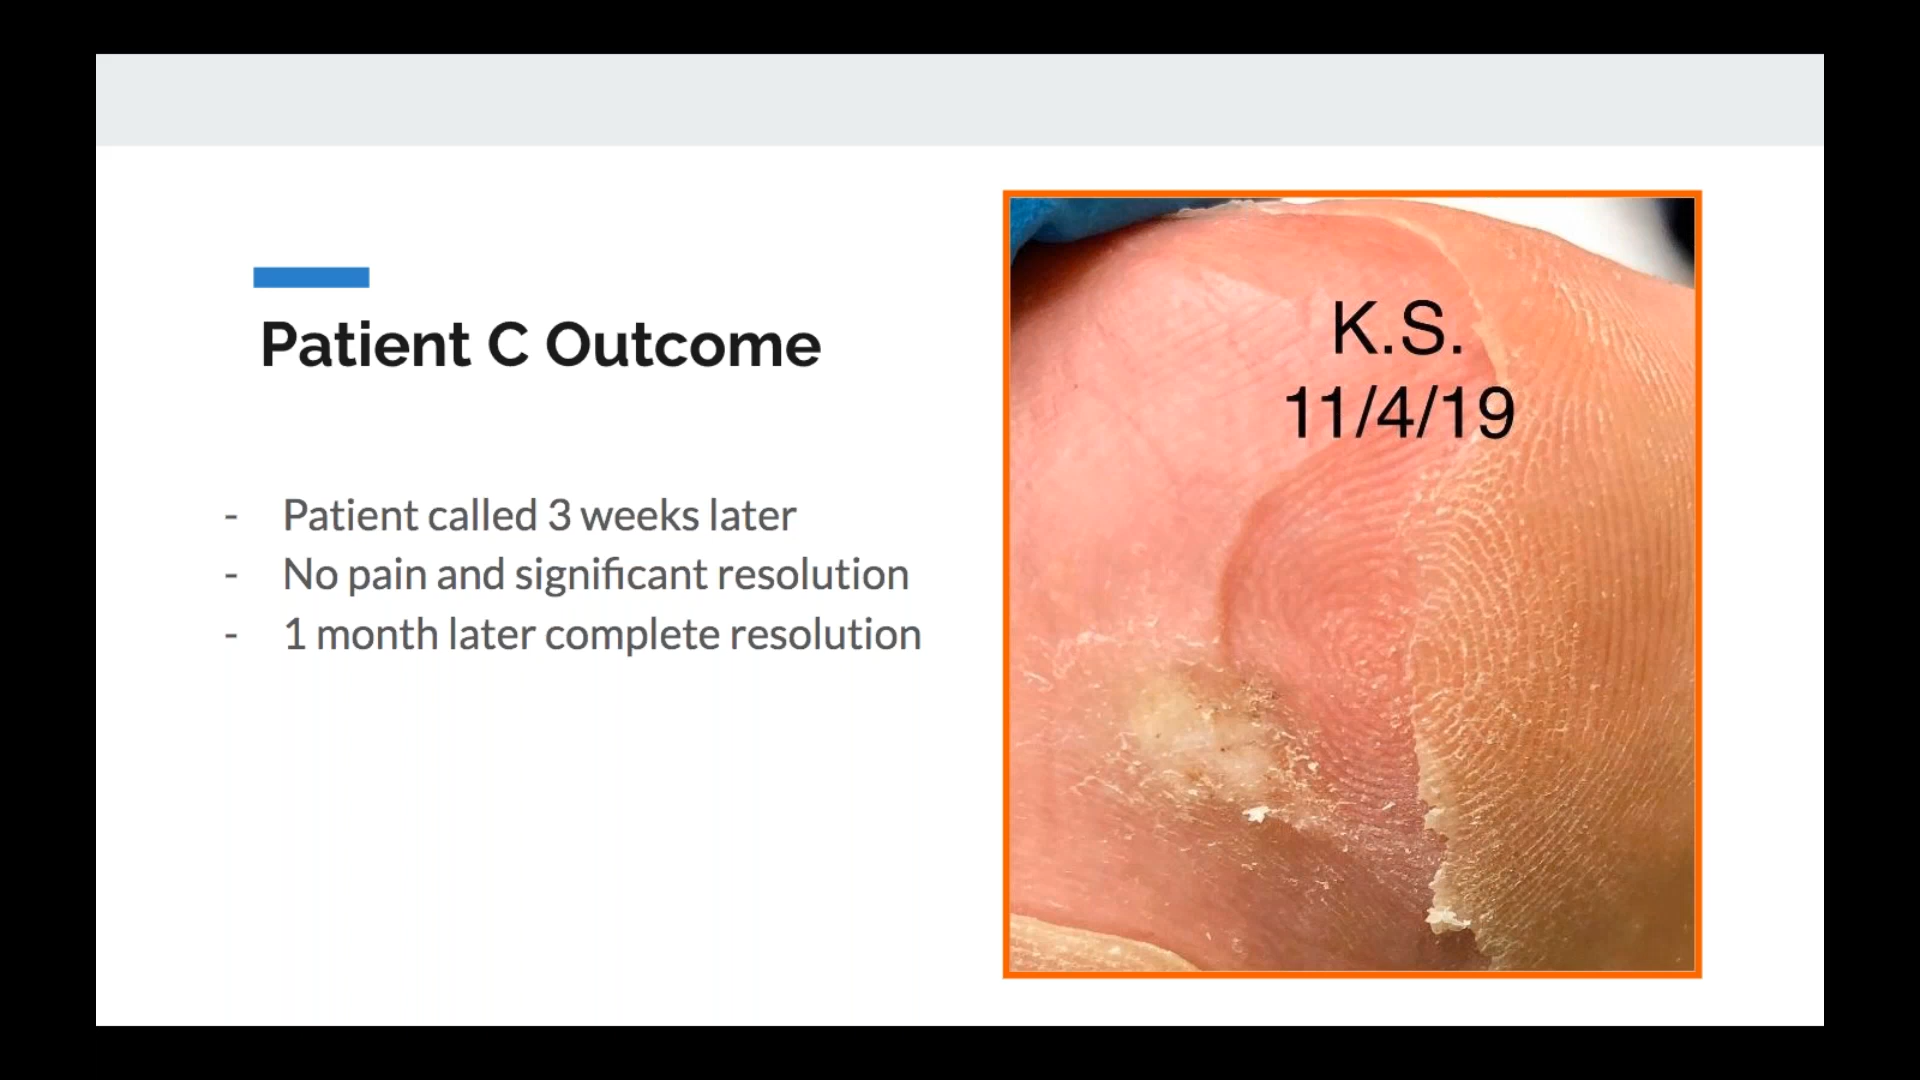 Patient C Outcome
- Patient called 3 weeks later
- No pain and significant resolution
- 1 month later complete resolution
K.S.
11/4/19